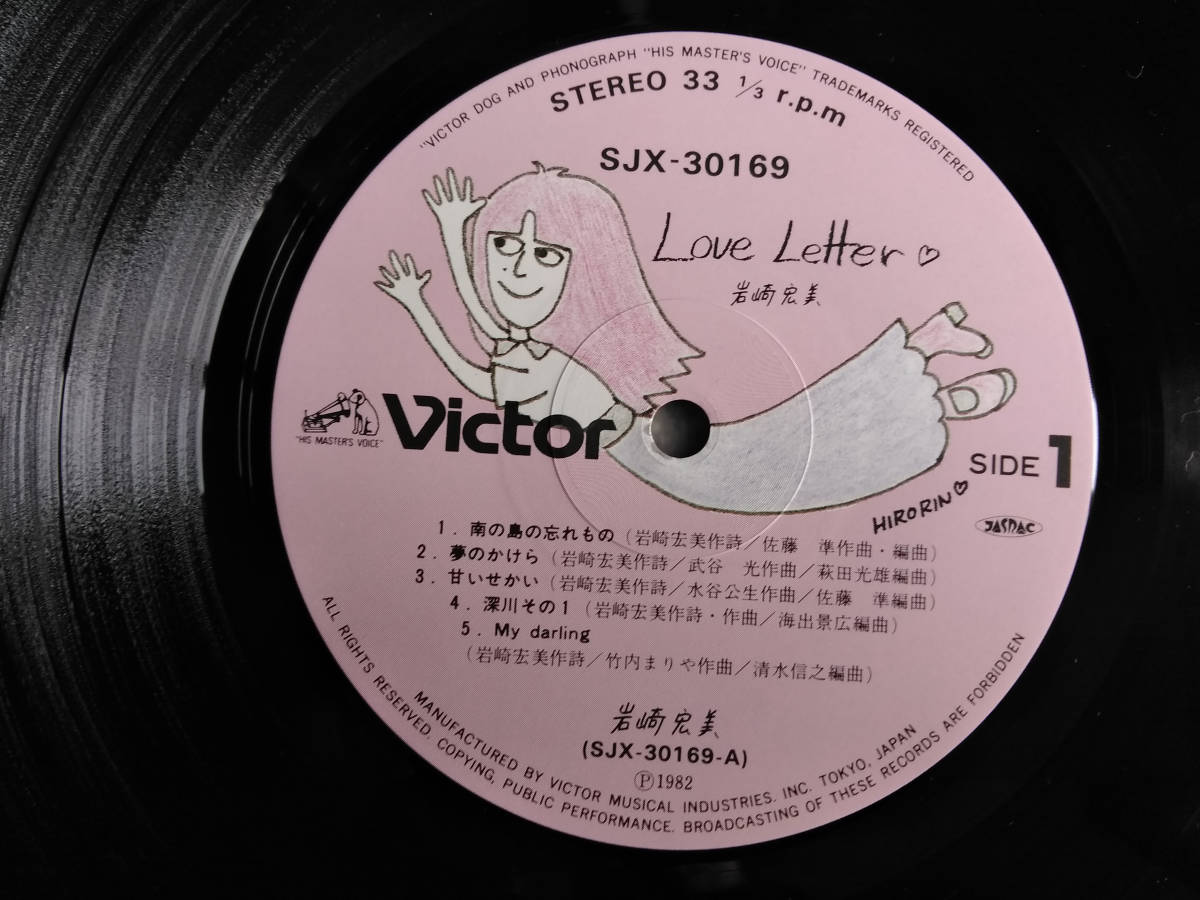 "VICTOR DOG AND PHONOGRAPH "HIS MASTER'S VOICE" TRADEMARKS REGISTERED
STEREO 33 1/3 r.p.m
SJX-30169
Love Letter ♡
岩崎宏美
"HIS MASTER'S VOICE"
Victor
SIDE 1
HIRORIN ♡
JASRAC
1. 南の島の忘れもの (岩崎宏美作詩/佐藤 準作曲・編曲)
2. 夢のかけら (岩崎宏美作詩/武谷 光作曲/萩田光雄編曲)
3. 甘いせかい (岩崎宏美作詩/水谷公生作曲/佐藤 準編曲)
4. 深川その1 (岩崎宏美作詩・作曲/海出景広編曲)
5. My darling
(岩崎宏美作詩/竹内まりや作曲/清水信之編曲)
岩崎宏美
(SJX-30169-A)
Ⓟ1982
MANUFACTURED BY VICTOR MUSICAL INDUSTRIES. INC. TOKYO, JAPAN
ALL RIGHTS RESERVED. COPYING, PUBLIC PERFORMANCE. BROADCASTING OF THESE RECORDS ARE FORBIDDEN